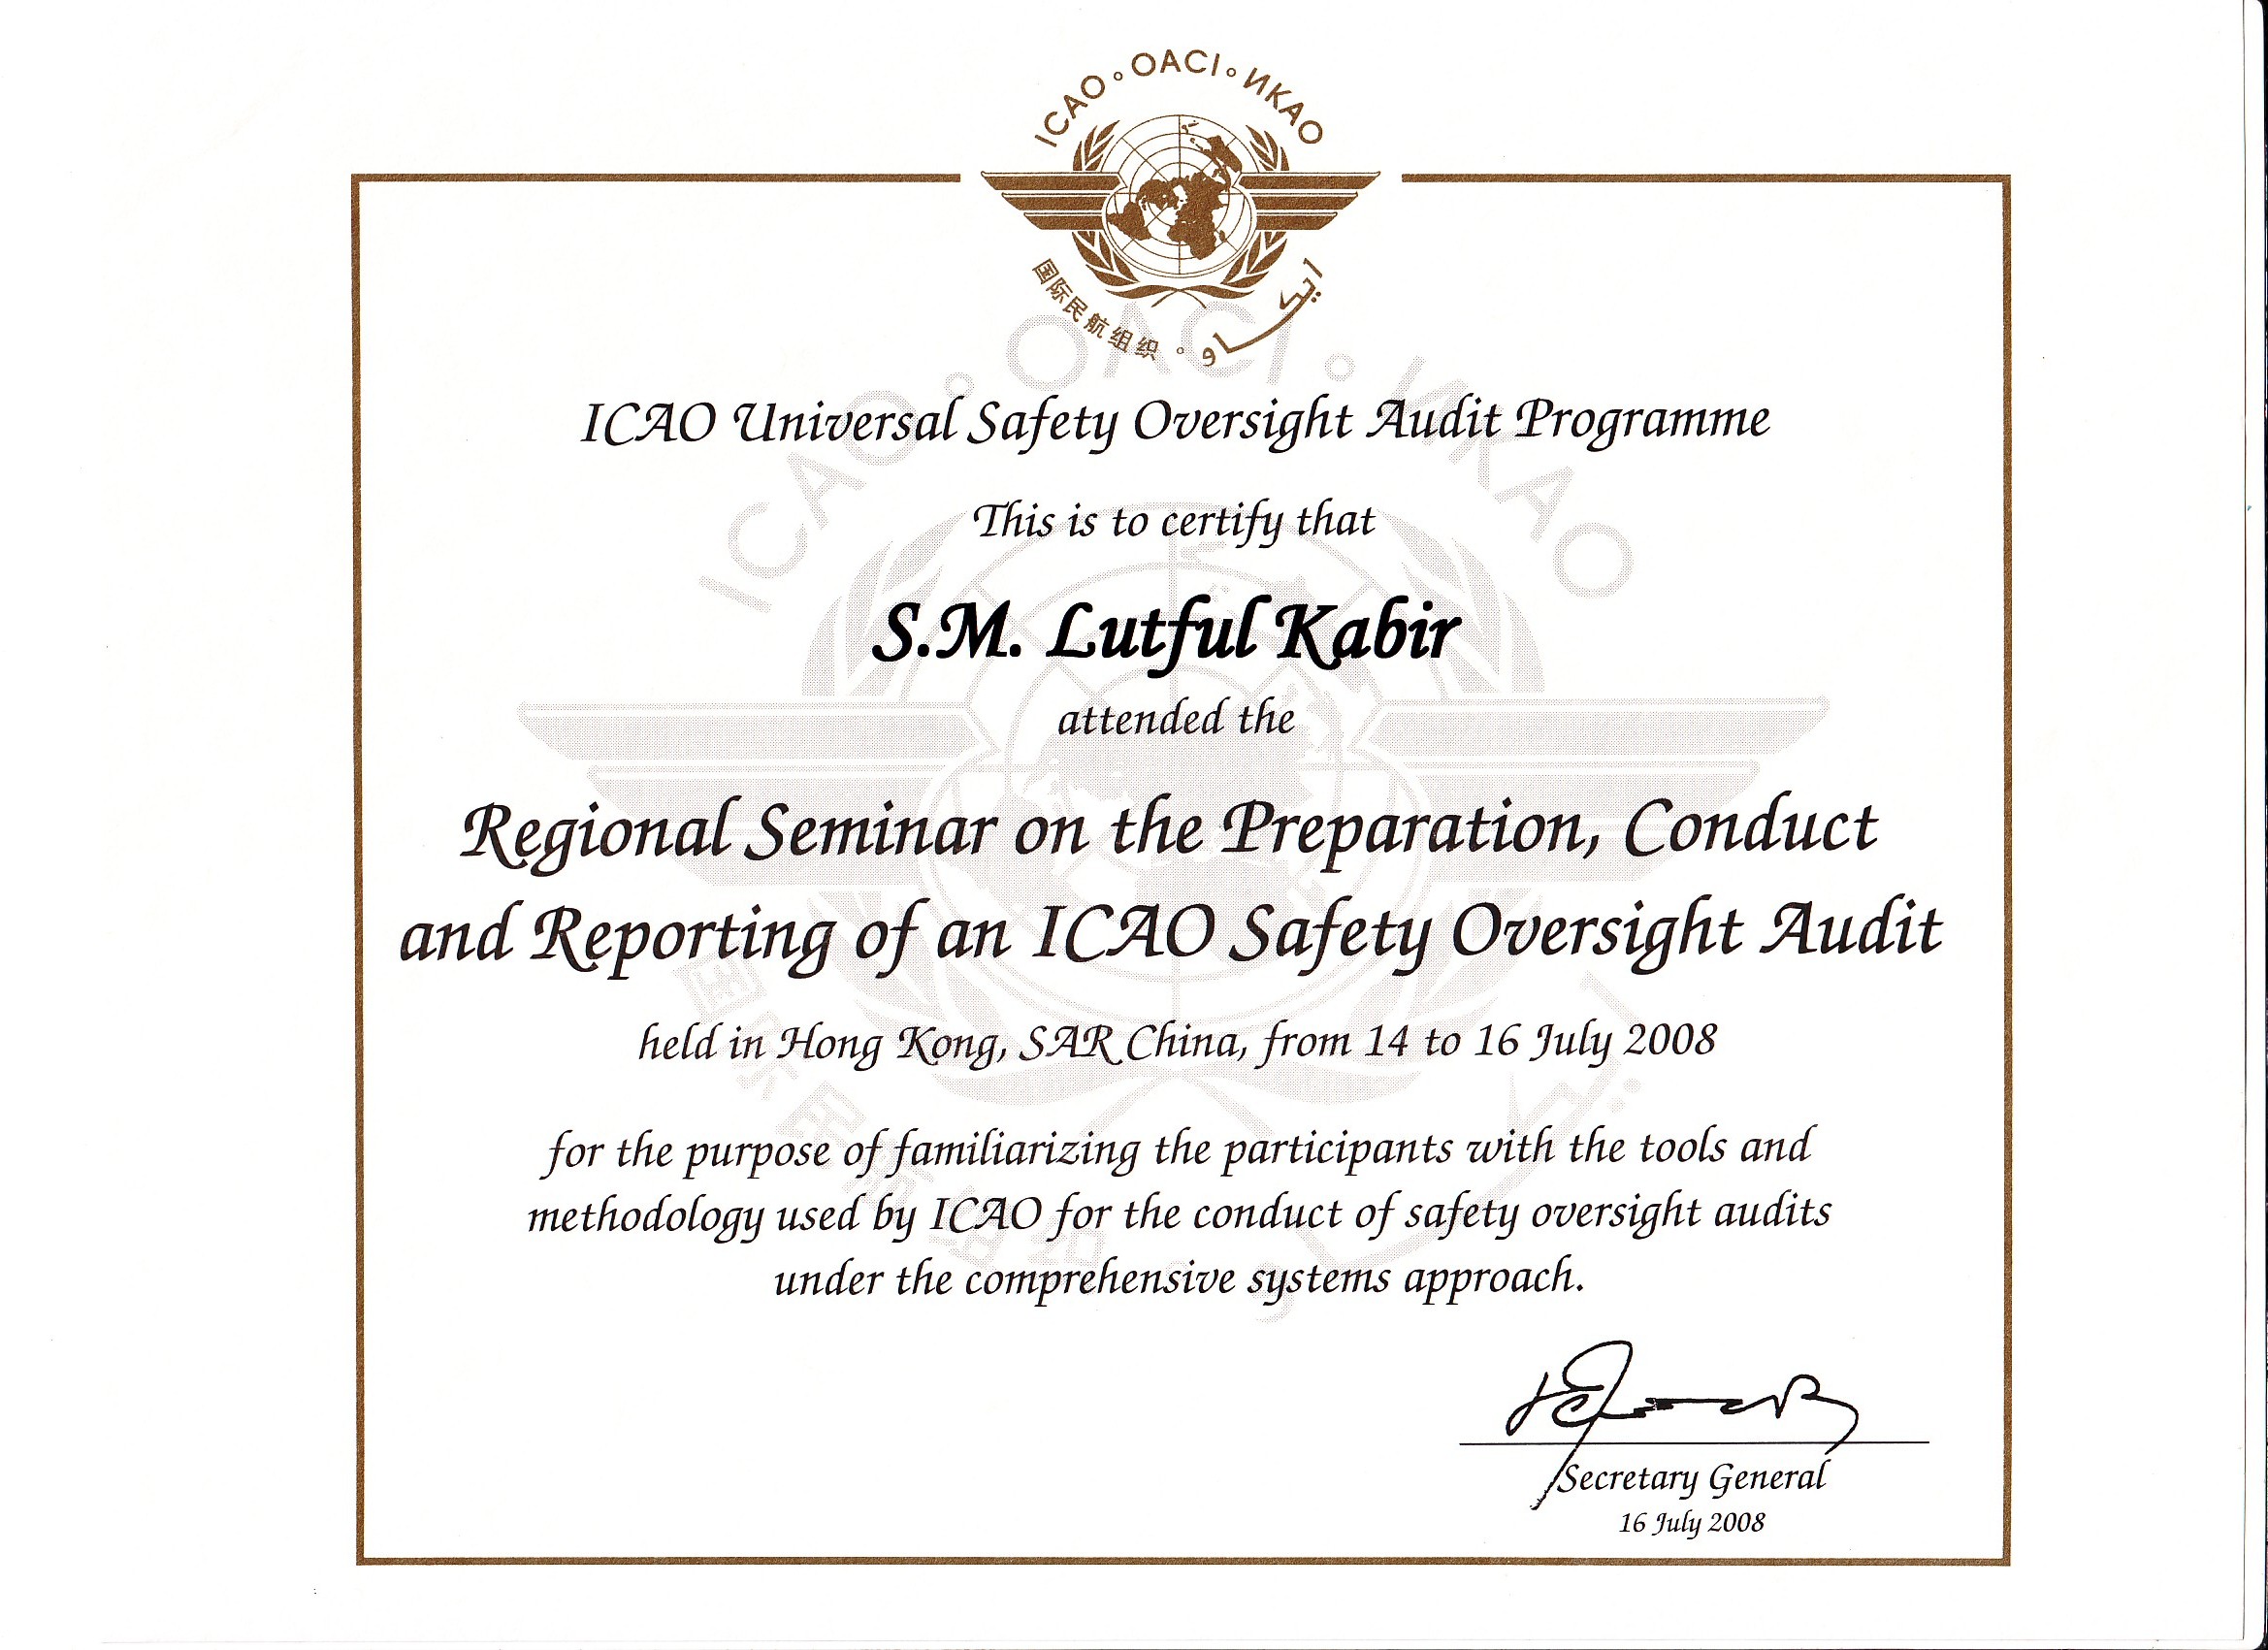 ICAO ° OACI ° ИКАО
国际民航组织 ° ايكاو
ICAO Universal Safety Oversight Audit Programme
This is to certify that
S.M. Lutful Kabir
attended the
Regional Seminar on the Preparation, Conduct
and Reporting of an ICAO Safety Oversight Audit
held in Hong Kong, SAR China, from 14 to 16 July 2008
for the purpose of familiarizing the participants with the tools and
methodology used by ICAO for the conduct of safety oversight audits
under the comprehensive systems approach.
Secretary General
16 July 2008